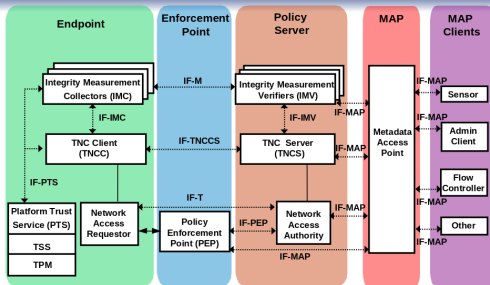 Endpoint
Enforcement
Point
Policy
Server
MAP
MAP
Clients
Integrity Measurement
Collectors (IMC)
IF-M
Integrity Measurement
Verifiers (IMV)
IF-MAP
IF-MAP
Sensor
IF-IMC
IF-IMV
IF-MAP
Admin
Client
TNC Client
(TNCC)
IF-TNCCS
TNC Server
(TNCS)
IF-MAP
Metadata
Access
Point
IF-PTS
Flow
Controller
IF-MAP
IF-T
IF-MAP
Platform Trust
Service (PTS)
TSS
TPM
Network
Access
Requestor
Policy
Enforcement
Point (PEP)
IF-PEP
Network
Access
Authority
IF-MAP
Other
IF-MAP